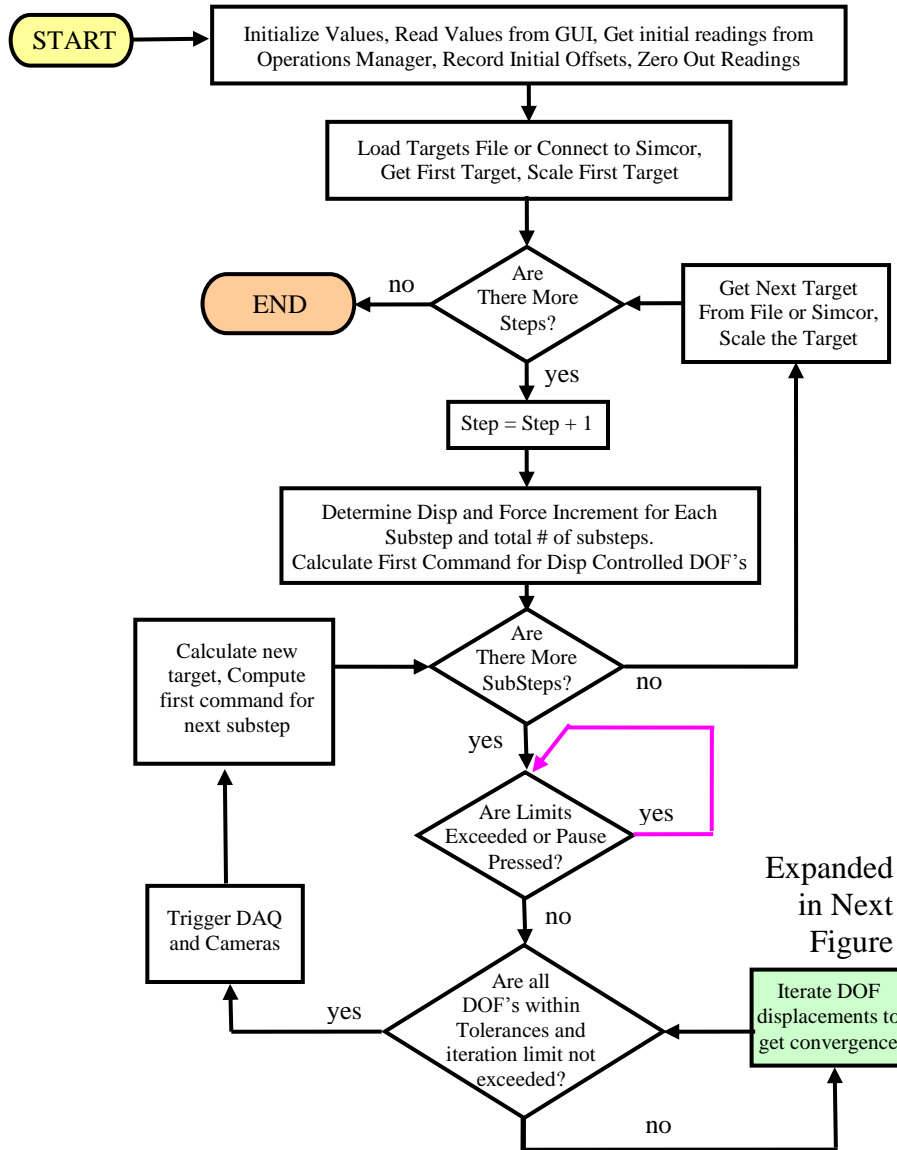 START
Initialize Values, Read Values from GUI, Get initial readings from
Operations Manager, Record Initial Offsets, Zero Out Readings
Load Targets File or Connect to Simcor,
Get First Target, Scale First Target
Are
There More
Steps?
no
END
Get Next Target
From File or Simcor,
Scale the Target
yes
Step = Step + 1
Determine Disp and Force Increment for Each
Substep and total # of substeps.
Calculate First Command for Disp Controlled DOF's
Are
There More
SubSteps?
no
Calculate new
target, Compute
first command for
next substep
yes
Are Limits
Exceeded or Pause
Pressed?
yes
no
Expanded
in Next
Figure
Trigger DAQ
and Cameras
Are all
DOF's within
Tolerances and
iteration limit not
exceeded?
yes
Iterate DOF
displacements to
get convergence
no